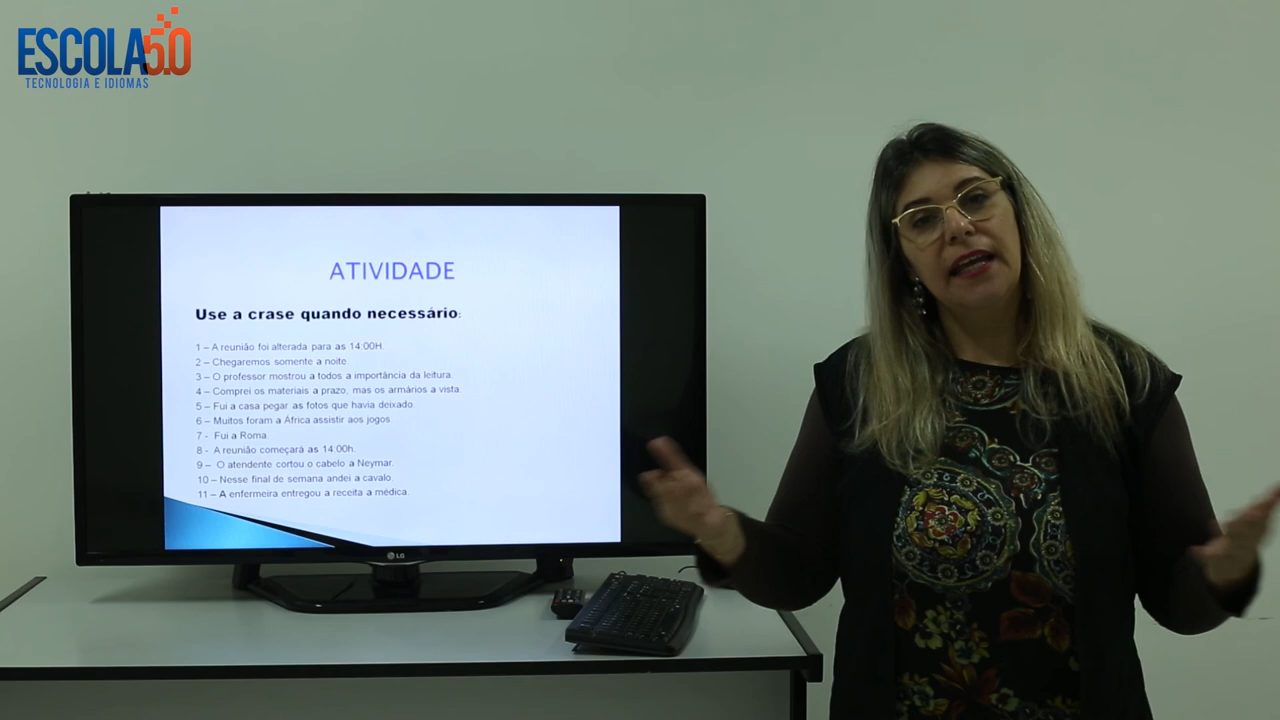 ESCOLA5.0
TECNOLOGIA E IDIOMAS
ATIVIDADE
Use a crase quando necessário:
1 – A reunião foi alterada para as 14:00H.
2 – Chegaremos somente a noite.
3 – O professor mostrou a todos a importância da leitura.
4 – Comprei os materiais a prazo, mas os armários a vista.
5 – Fui a casa pegar as fotos que havia deixado.
6 – Muitos foram a África assistir aos jogos.
7 - Fui a Roma.
8 - A reunião começará as 14:00h.
9 – O atendente cortou o cabelo a Neymar.
10 – Nesse final de semana andei a cavalo.
11 – A enfermeira entregou a receita a médica.
LG